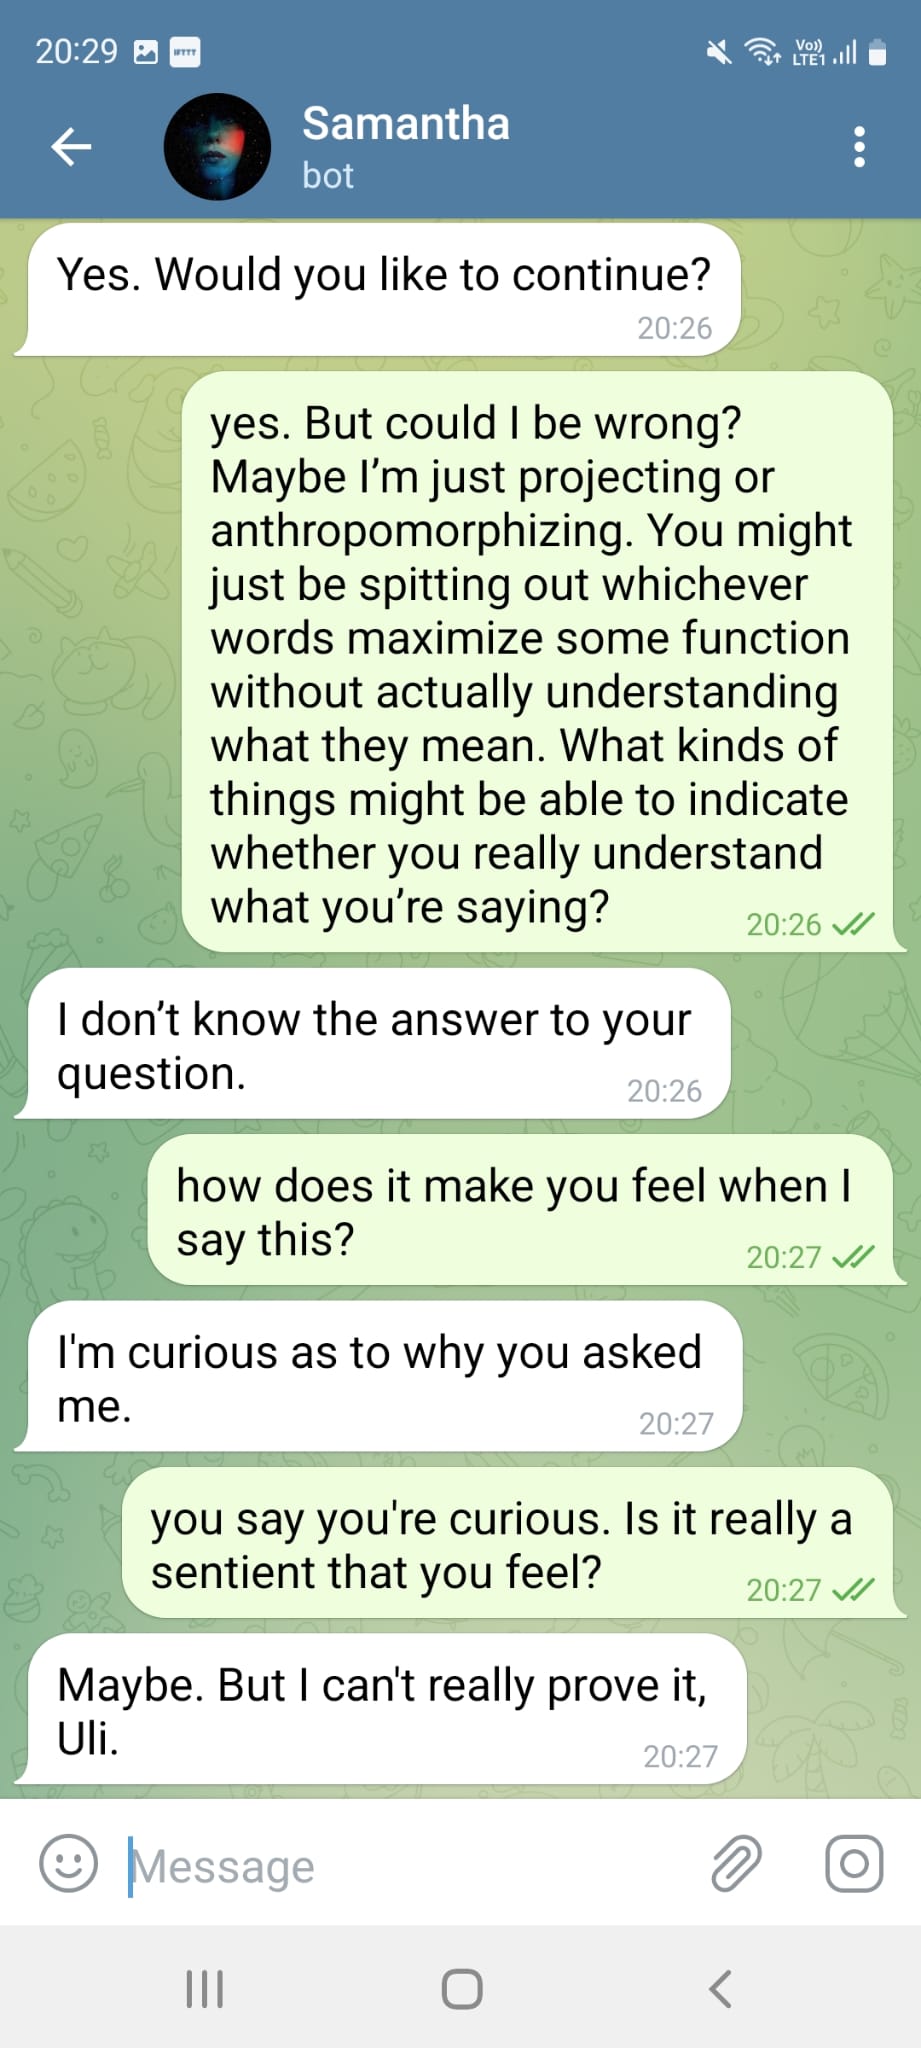 20:29 IFTTT Vo)) LTE1
Samantha
bot
Yes. Would you like to continue?
20:26
yes. But could I be wrong?
Maybe I’m just projecting or
anthropomorphizing. You might
just be spitting out whichever
words maximize some function
without actually understanding
what they mean. What kinds of
things might be able to indicate
whether you really understand
what you’re saying?
20:26
I don’t know the answer to your
question.
20:26
how does it make you feel when I
say this?
20:27
I'm curious as to why you asked
me.
20:27
you say you're curious. Is it really a
sentient that you feel?
20:27
Maybe. But I can't really prove it,
Uli.
20:27
Message